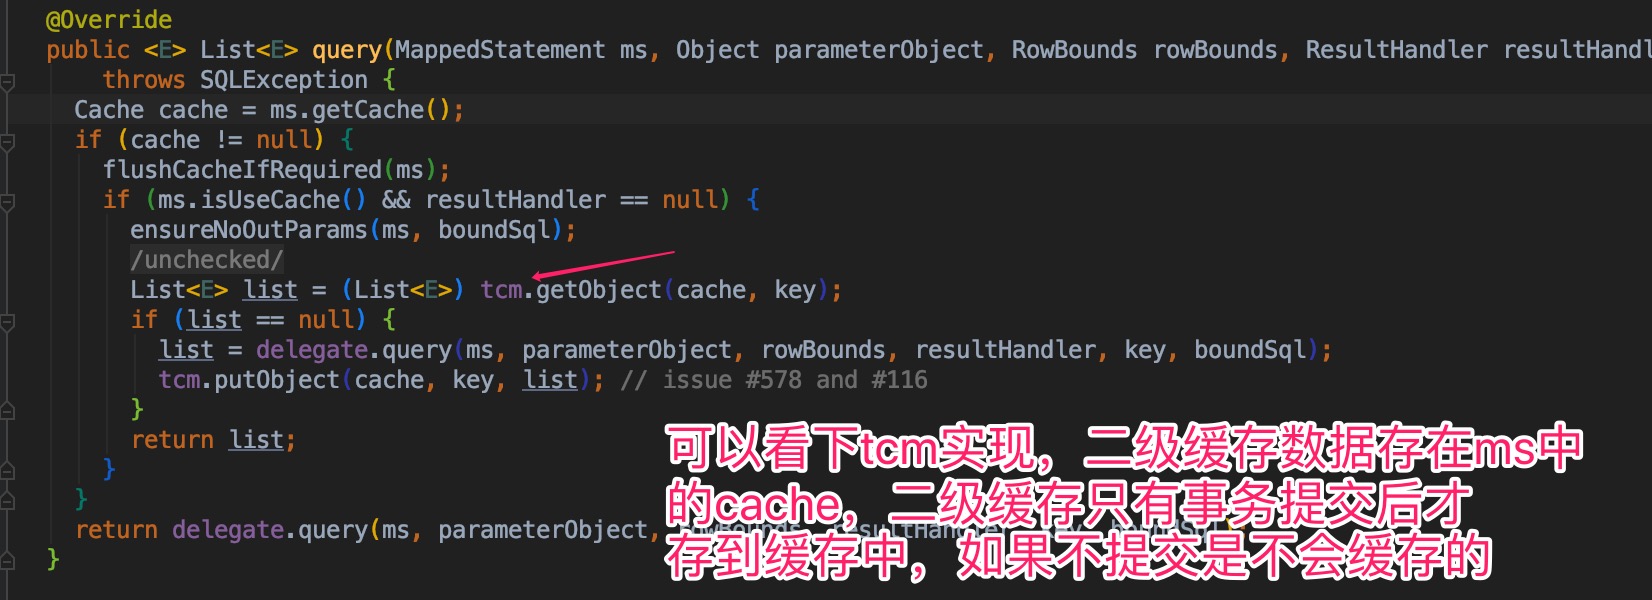 @Override
public <E> List<E> query(MappedStatement ms, Object parameterObject, RowBounds rowBounds, ResultHandler resultHandl
throws SQLException {
Cache cache = ms.getCache();
if (cache != null) {
flushCacheIfRequired(ms);
if (ms.isUseCache() && resultHandler == null) {
ensureNoOutParams(ms, boundSql);
/unchecked/
List<E> list = (List<E>) tcm.getObject(cache, key);
if (list == null) {
list = delegate.query(ms, parameterObject, rowBounds, resultHandler, key, boundSql);
tcm.putObject(cache, key, list); // issue #578 and #116
}
return list;
}
}
return delegate.query(ms, parameterObject, rowBounds, resultHandler, key, boundSql);
}
可以看下tcm实现，二级缓存数据存在ms中
的cache，二级缓存只有事务提交后才
存到缓存中，如果不提交是不会缓存的